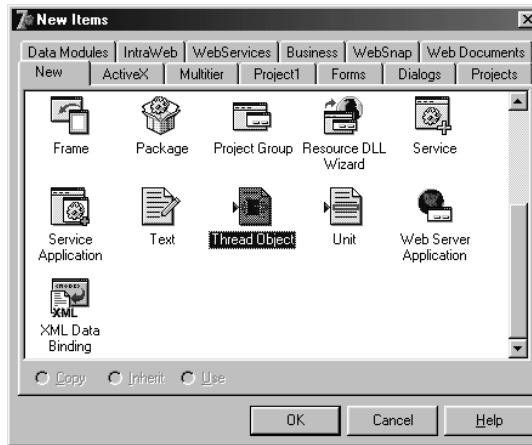 7 New Items
Data Modules IntraWeb WebServices Business WebSnap Web Documents
New ActiveX Multitier Project1 Forms Dialogs Projects
Frame Package Project Group Resource DLL Wizard Service
Service Application Text Thread Object Unit Web Server Application
XML
XML Data Binding
Copy Inherit Use
OK Cancel Help